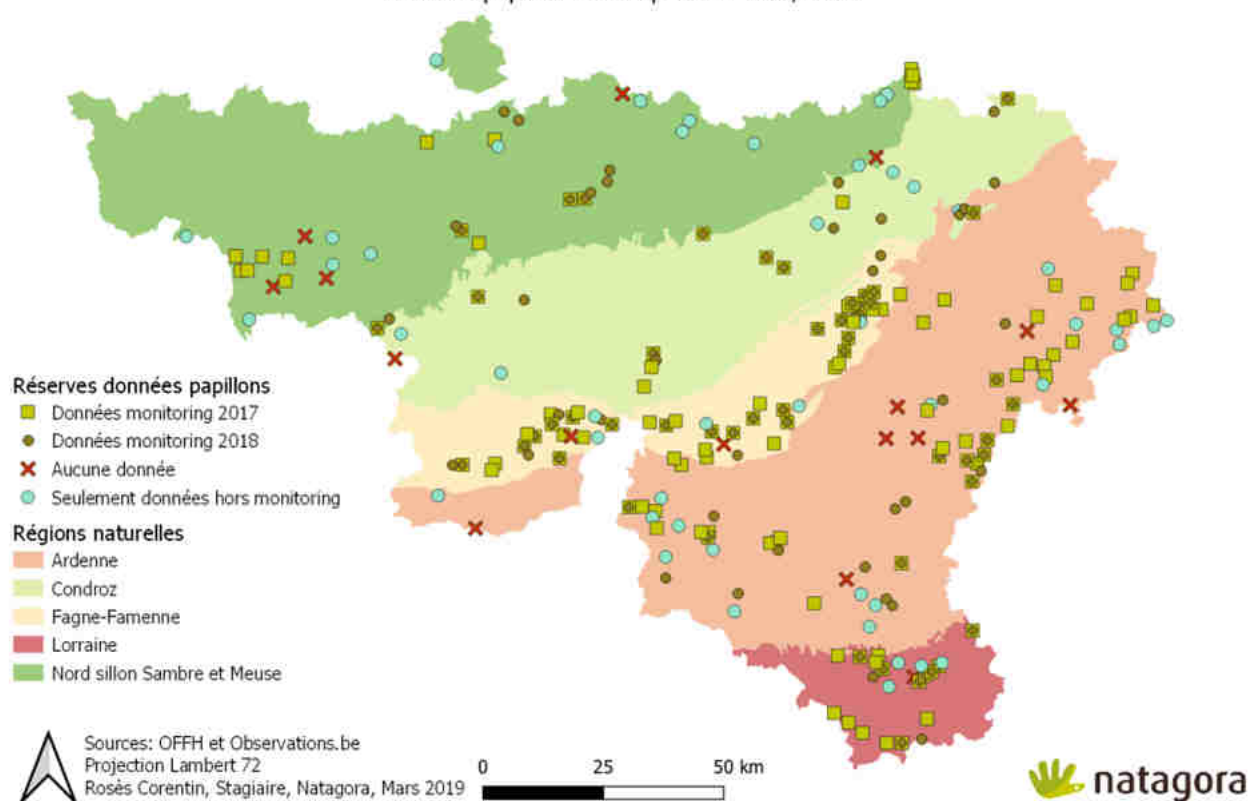 Réserves données papillons
Données monitoring 2017
Données monitoring 2018
Aucune donnée
Seulement données hors monitoring
Régions naturelles
Ardenne
Condroz
Fagne-Famenne
Lorraine
Nord sillon Sambre et Meuse
Sources: OFFH et Observations.be
Projection Lambert 72
Rosès Corentin, Stagiaire, Natagora, Mars 2019
0 25 50 km
natagora